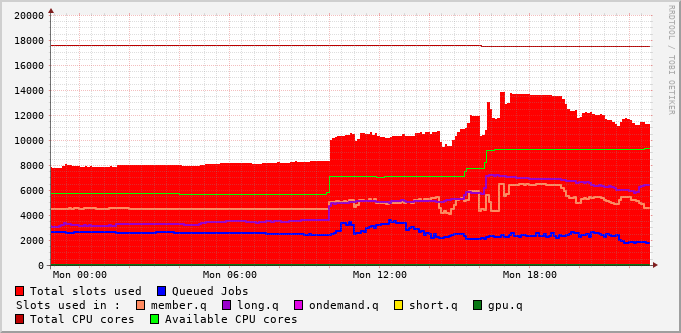 20000
18000
16000
14000
12000
10000
8000
6000
4000
2000
0
Mon 00:00 Mon 06:00 Mon 12:00 Mon 18:00
Total slots used Queued Jobs
Slots used in : member.q long.q ondemand.q short.q gpu.q
Total CPU cores Available CPU cores
RRDTOOL / TOBI OETIKER